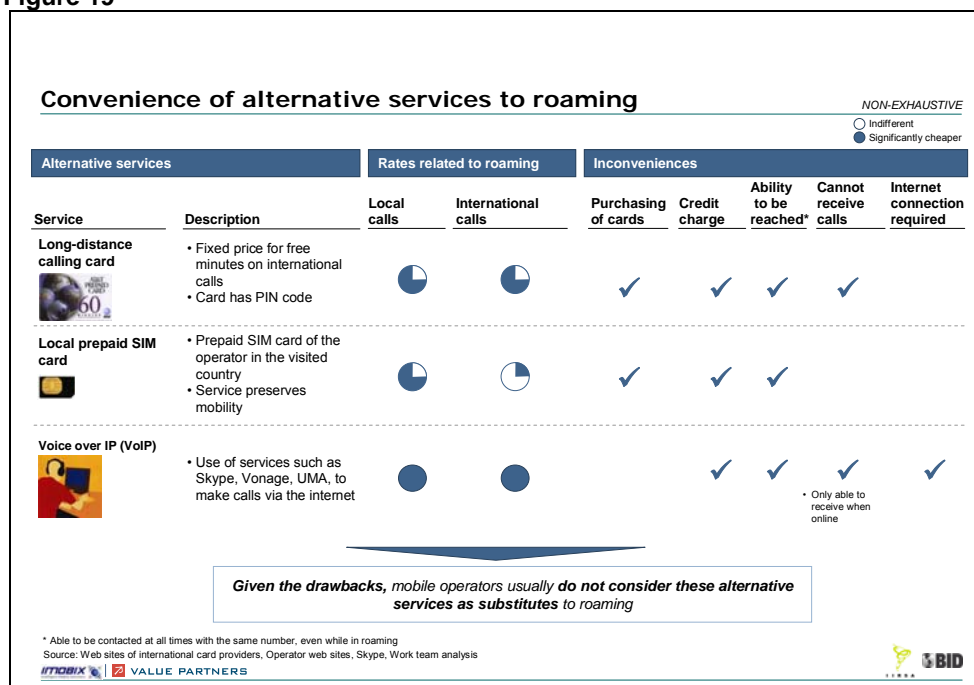 Figure 15
Convenience of alternative services to roaming
NON-EXHAUSTIVE
Indifferent
Significantly cheaper
Alternative services
Rates related to roaming
Inconveniences
Service
Description
Local
calls
International
calls
Purchasing
of cards
Credit
charge
Ability
to be
reached*
Cannot
receive
calls
Internet
connection
required
Long-distance
calling card
AT&T
PREPAID
CARD
60
• Fixed price for free
minutes on international
calls
• Card has PIN code
Local prepaid SIM
card
• Prepaid SIM card of the
operator in the visited
country
• Service preserves
mobility
Voice over IP (VoIP)
• Use of services such as
Skype, Vonage, UMA, to
make calls via the internet
• Only able to
receive when
online
Given the drawbacks, mobile operators usually do not consider these alternative
services as substitutes to roaming
* Able to be contacted at all times with the same number, even while in roaming
Source: Web sites of international card providers, Operator web sites, Skype, Work team analysis
imobix
VALUE PARTNERS
IIRSA
BID